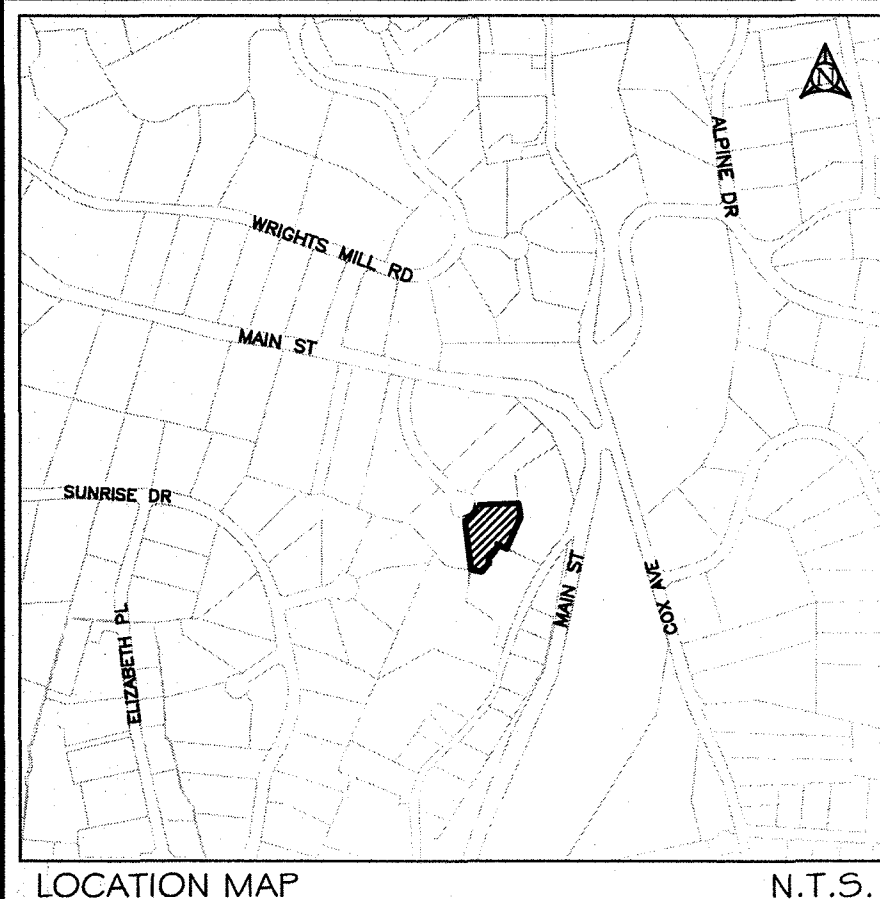 N
ALPINE DR
WRIGHTS MILL RD
MAIN ST
SUNRISE DR
MAIN ST
COX AVE
ELIZABETH PL
LOCATION MAP
N.T.S.